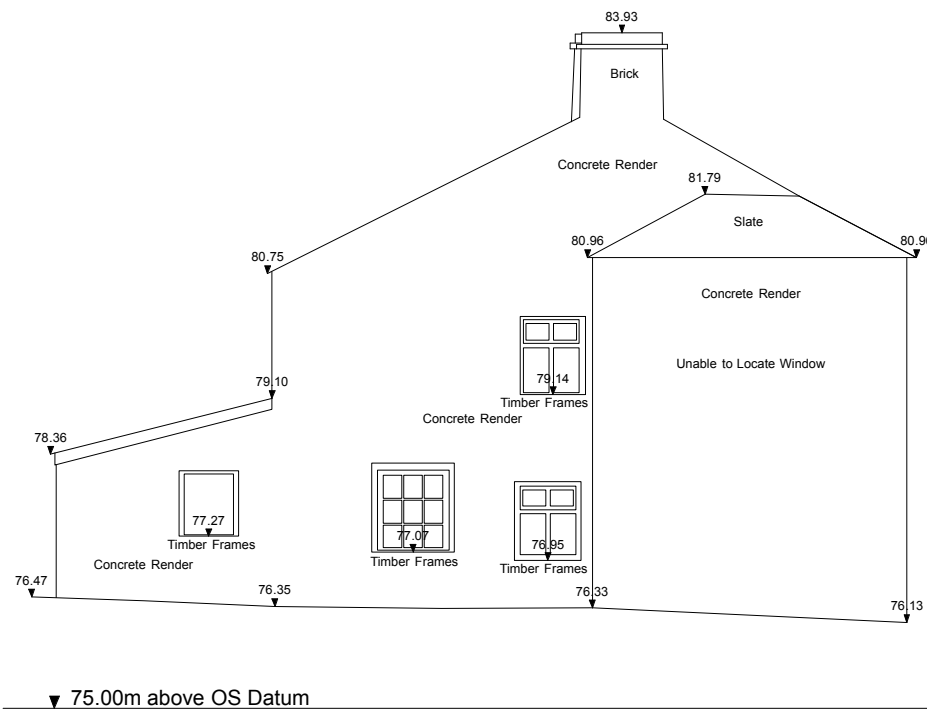 83.93
Brick
Concrete Render
81.79
Slate
80.75
80.96
Concrete Render
Unable to Locate Window
79.10
79.14
Timber Frames
Concrete Render
78.36
77.27
Timber Frames
77.07
Timber Frames
76.95
Timber Frames
Concrete Render
76.47
76.35
76.33
76.13
75.00m above OS Datum